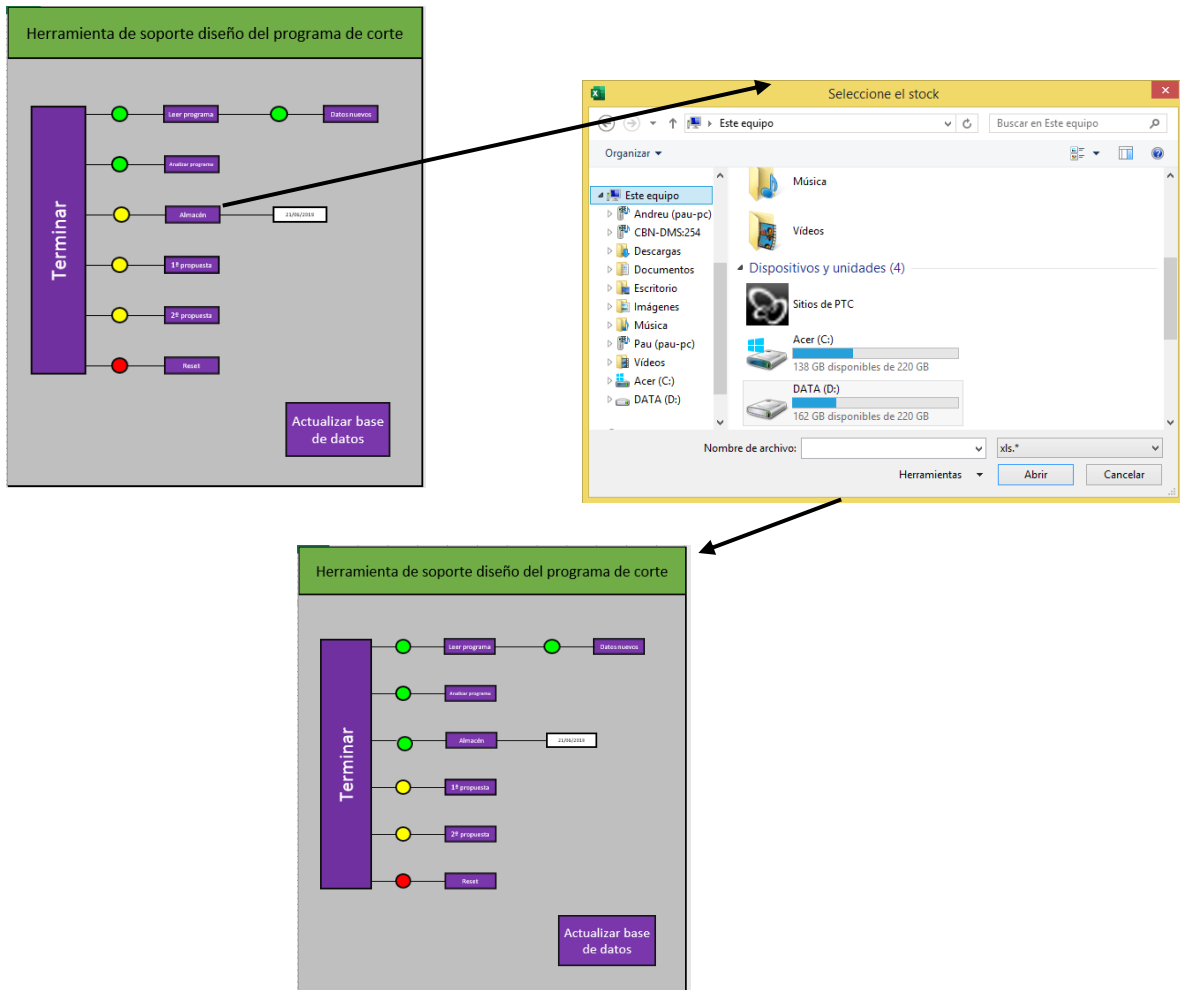 Herramienta de soporte diseño del programa de corte
Terminar
Leer programa
Datos nuevos
Analizar programa
Almacén
21/06/2019
1ª propuesta
2ª propuesta
Reset
Actualizar base
de datos
Seleccione el stock
Este equipo
Buscar en Este equipo
Organizar
Este equipo
Andreu (pau-pc)
CBN-DMS:254
Descargas
Documentos
Escritorio
Imágenes
Música
Pau (pau-pc)
Vídeos
Acer (C:)
DATA (D:)
Música
Vídeos
Dispositivos y unidades (4)
Sitios de PTC
Acer (C:)
138 GB disponibles de 220 GB
DATA (D:)
162 GB disponibles de 220 GB
Nombre de archivo:
xls.*
Herramientas
Abrir
Cancelar
Herramienta de soporte diseño del programa de corte
Terminar
Leer programa
Datos nuevos
Analizar programa
Almacén
21/06/2019
1ª propuesta
2ª propuesta
Reset
Actualizar base
de datos